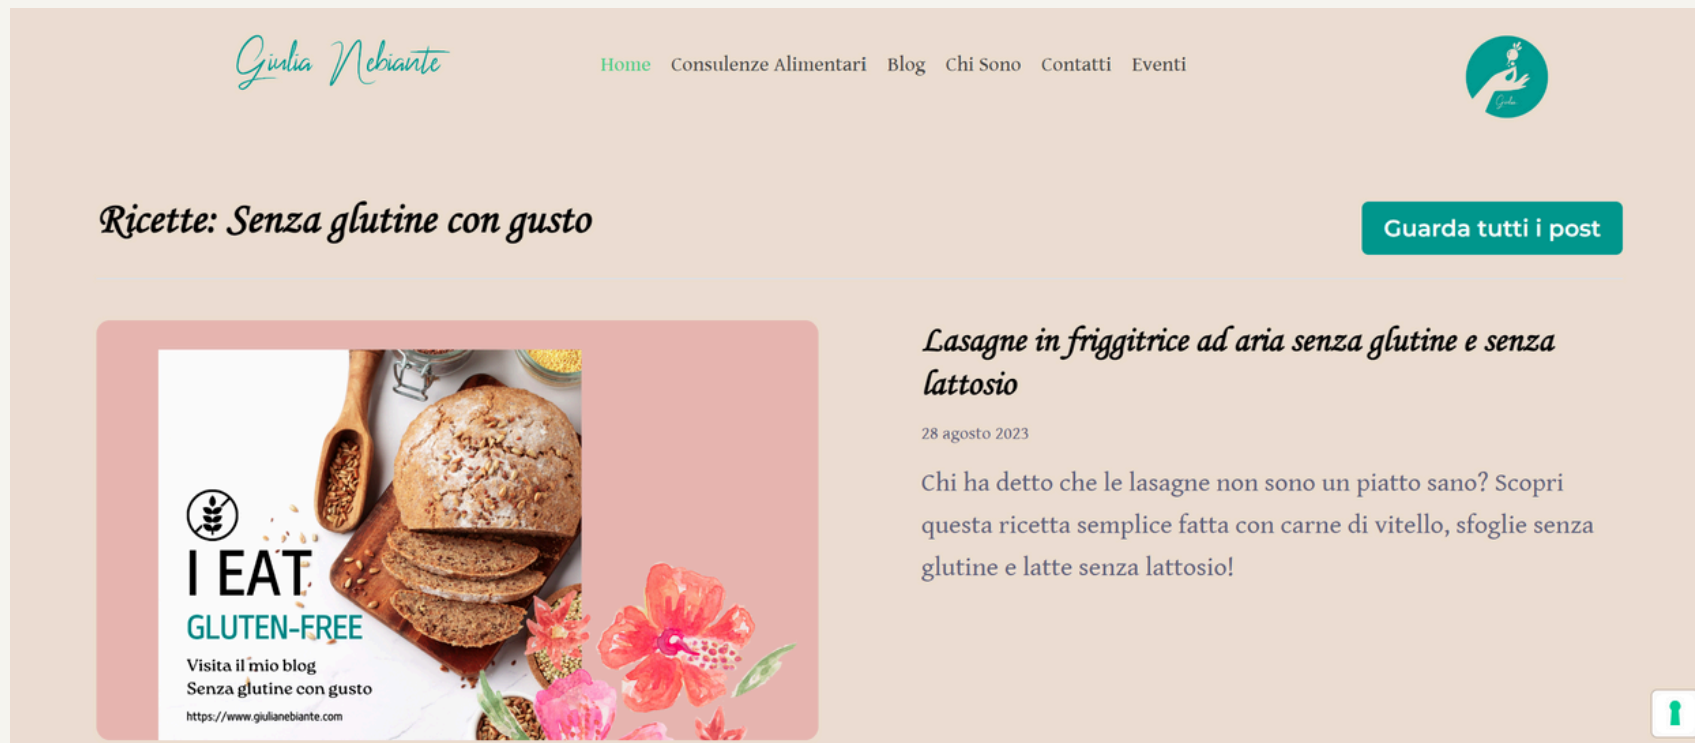 Giulia Nebiante
Home Consulenze Alimentari Blog Chi Sono Contatti Eventi
Giulia
Ricette: Senza glutine con gusto
Guarda tutti i post
I EAT
GLUTEN-FREE
Visita il mio blog
Senza glutine con gusto
https://www.giulianebiante.com
Lasagne in friggitrice ad aria senza glutine e senza
lattosio
28 agosto 2023
Chi ha detto che le lasagne non sono un piatto sano? Scopri
questa ricetta semplice fatta con carne di vitello, sfoglie senza
glutine e latte senza lattosio!